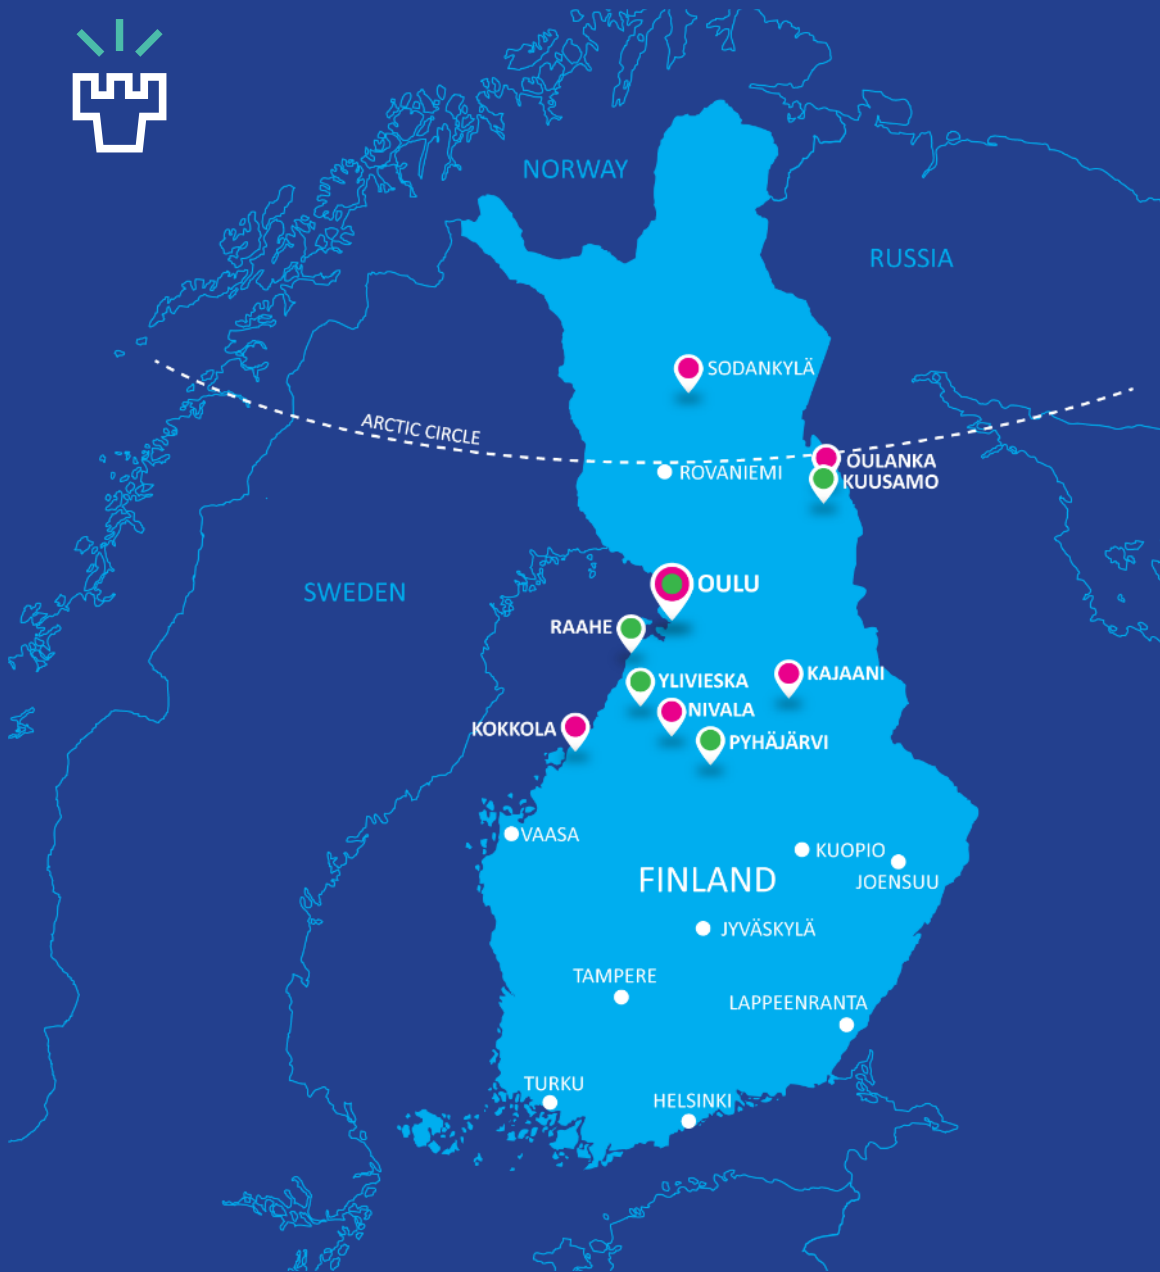 NORWAY
RUSSIA
SODANKYLÄ
ARCTIC CIRCLE
OULANKA
ROVANIEMI
KUUSAMO
OULU
SWEDEN
RAAHE
KAJAANI
YLIVIESKA
NIVALA
KOKKOLA
PYHÄJÄRVI
VAASA
KUOPIO
FINLAND
JOENSUU
JYVÄSKYLÄ
TAMPERE
LAPPEENRANTA
TURKU
HELSINKI